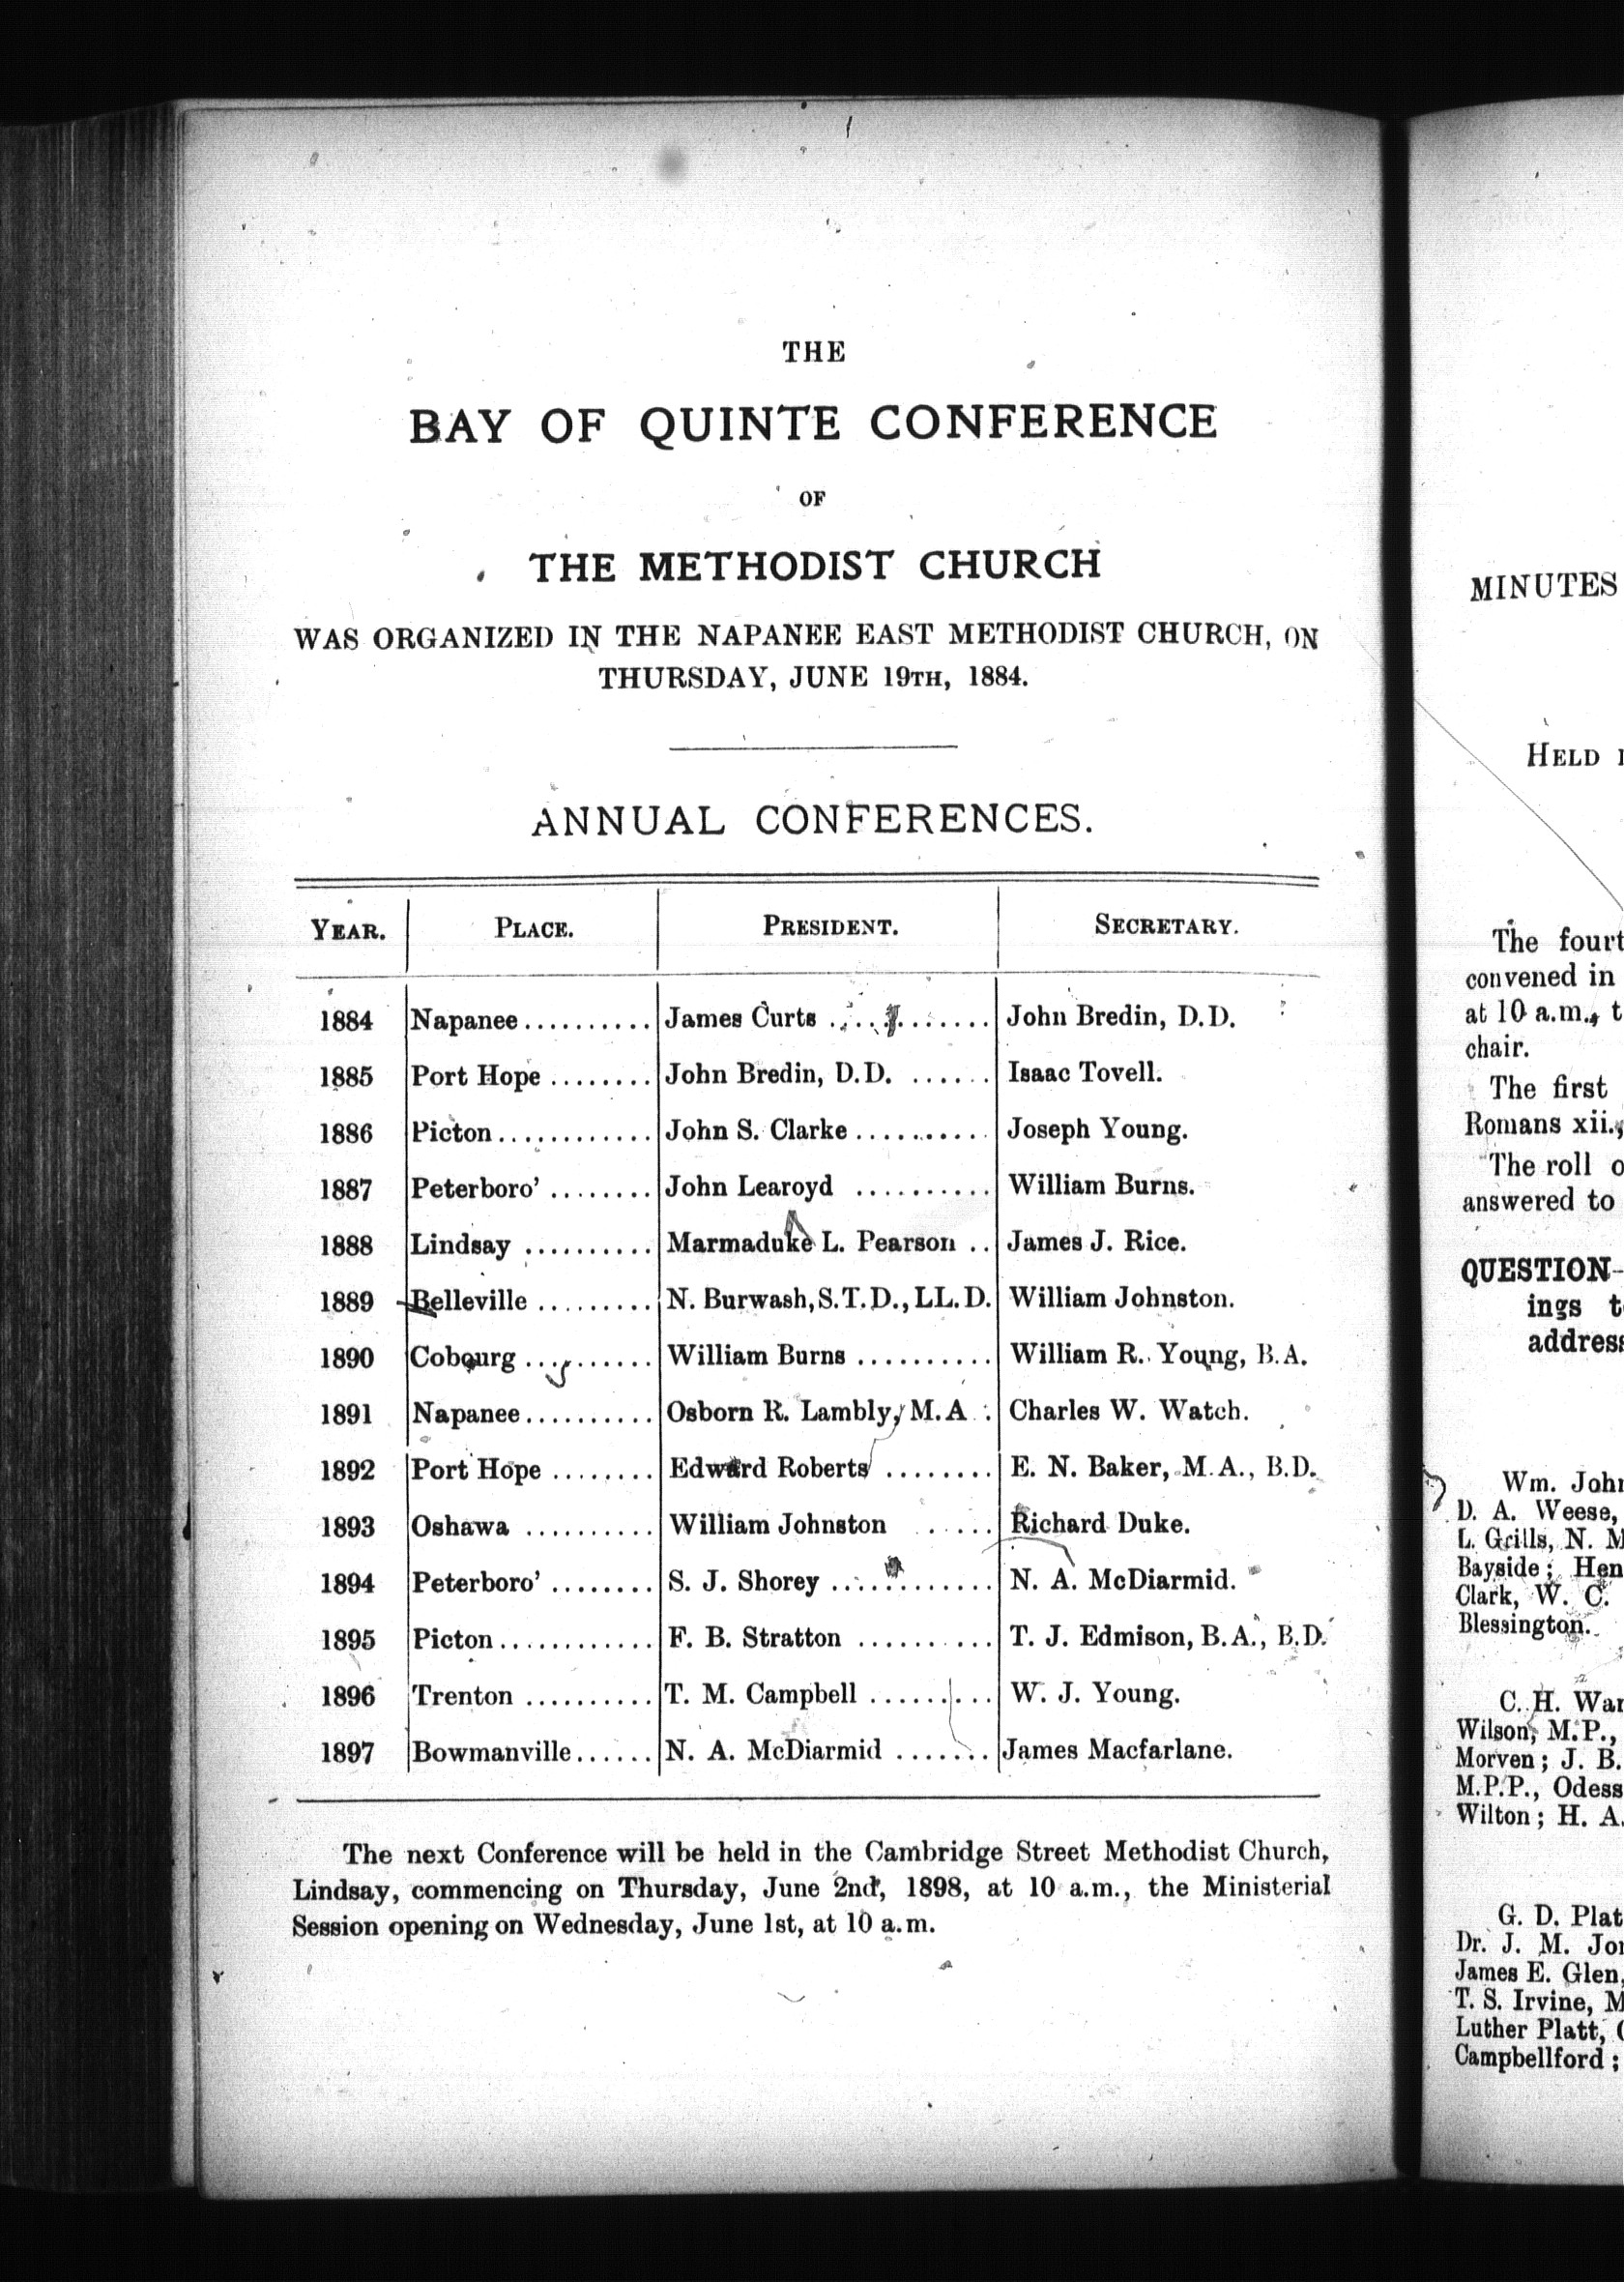 THE
BAY OF QUINTE CONFERENCE
OF
THE METHODIST CHURCH
WAS ORGANIZED IN THE NAPANEE EAST METHODIST CHURCH, ON
THURSDAY, JUNE 19TH, 1884.
ANNUAL CONFERENCES.
YEAR. PLACE. PRESIDENT. SECRETARY.
1884 Napanee.......... James Curts ............ John Bredin, D.D.
1885 Port Hope ........ John Bredin, D.D. ...... Isaac Tovell.
1886 Picton............ John S. Clarke.......... Joseph Young.
1887 Peterboro' ........ John Learoyd .......... William Burns.
1888 Lindsay .......... Marmaduke L. Pearson .. James J. Rice.
1889 Belleville ......... N. Burwash, S.T.D., LL.D. William Johnston.
1890 Cobourg .......... William Burns .......... William R. Young, B.A.
1891 Napanee.......... Osborn R. Lambly, M.A . Charles W. Watch.
1892 Port Hope ........ Edward Roberts ........ E. N. Baker, M.A., B.D.
1893 Oshawa .......... William Johnston ..... Richard Duke.
1894 Peterboro' ........ S. J. Shorey ............ N. A. McDiarmid.
1895 Picton............ F. B. Stratton .......... T. J. Edmison, B.A., B.D.
1896 Trenton .......... T. M. Campbell ......... W. J. Young.
1897 Bowmanville...... N. A. McDiarmid ....... James Macfarlane.
The next Conference will be held in the Cambridge Street Methodist Church,
Lindsay, commencing on Thursday, June 2nd, 1898, at 10 a.m., the Ministerial
Session opening on Wednesday, June 1st, at 10 a.m.
MINUTES
HELD
The
convened in
at 10 a.m.,
chair.
The first
Romans xii.,
The roll
answered to
QUESTION
ings
Wm.
D. A. Weese,
L. Grills, N.
Bayside;
Clark, W. C.
Blessington.
C. H.
Wilson, M.P.,
Morven; J. B.
M.P.P.,
Wilton; H. A.
G. D.
Dr. J. M.
James E. Glen,
T. S. Irvine,
Luther Platt,
Campbellford;